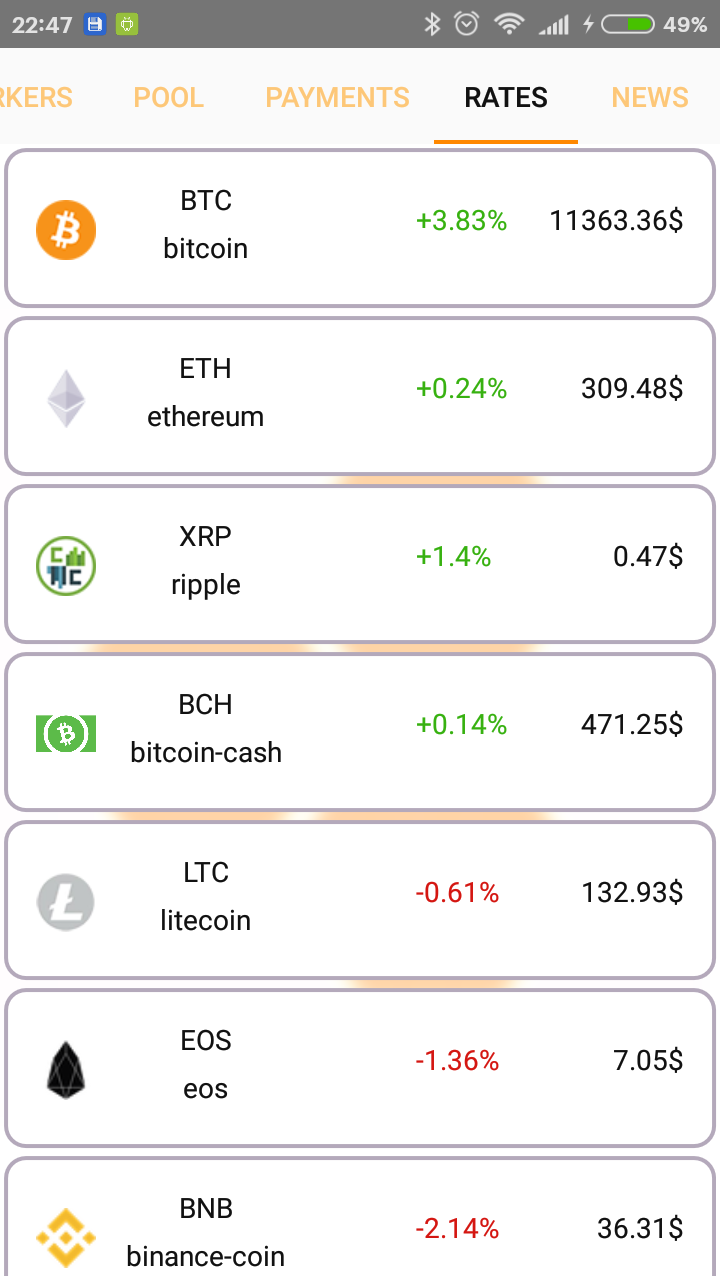 22:47 49%
RKERS POOL PAYMENTS RATES NEWS
BTC
bitcoin
+3.83% 11363.36$
ETH
ethereum
+0.24% 309.48$
XRP
ripple
+1.4% 0.47$
BCH
bitcoin-cash
+0.14% 471.25$
LTC
litecoin
-0.61% 132.93$
EOS
eos
-1.36% 7.05$
BNB
binance-coin
-2.14% 36.31$